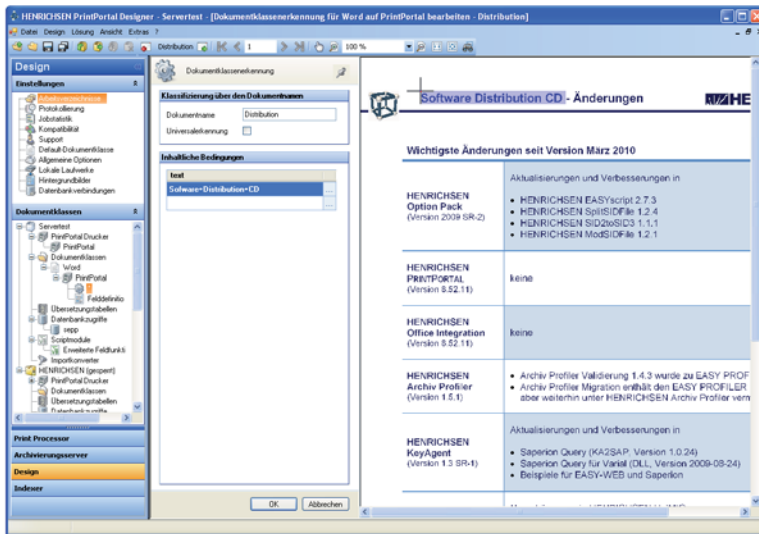 HENRICHSEN PrintPortal Designer - Servertest - [Dokumentklassenerkennung für Word auf PrintPortal bearbeiten - Distribution]
Datei Design Lösung Ansicht Extras ?
Distribution 1 100 %
Design
Einstellungen
Arbeitsverzeichnisse
Protokollierung
Jobstatistik
Kompatibilität
Support
Default-Dokumentklasse
Allgemeine Optionen
Lokale Laufwerke
Hintergrundbilder
Datenbankverbindungen
Dokumentklassen
Servertest
PrintPortal Drucker
PrintPortal
Dokumentklassen
Word
PrintPortal
Felddefinitio
Übersetzungstabellen
Datenbankzugriffe
sepp
Scriptmodule
Erweiterte Feldfunkti
Importkonverter
HENRICHSEN (gesperrt)
PrintPortal Drucker
Dokumentklassen
Übersetzungstabellen
Datenbankzugriffe
Print Processor
Archivierungsserver
Design
Indexer
Dokumentklassenerkennung
Klassifizierung über den Dokumentnamen
Dokumentname Distribution
Universalerkennung
Inhaltliche Bedingungen
text
Sofware-Distribution-CD
...
...
OK Abbrechen
Software Distribution CD - Änderungen
HE
Wichtigste Änderungen seit Version März 2010
HENRICHSEN
Option Pack
(Version 2009 SR-2)
Aktualisierungen und Verbesserungen in
• HENRICHSEN EASYscript 2.7.3
• HENRICHSEN SplitSIDFile 1.2.4
• HENRICHSEN SID2toSID3 1.1.1
• HENRICHSEN ModSIDFile 1.2.1
HENRICHSEN
PRINTPORTAL
(Version 8.52.11)
keine
HENRICHSEN
Office Integration
(Version 8.52.11)
keine
HENRICHSEN
Archiv Profiler
(Version 1.5.1)
• Archiv Profiler Validierung 1.4.3 wurde zu EASY PROF
• Archiv Profiler Migration enthält den EASY PROFILER
aber weiterhin unter HENRICHSEN Archiv Profiler verm
HENRICHSEN
KeyAgent
(Version 1.3 SR-1)
Aktualisierungen und Verbesserungen in
• Saperion Query (KA2SAP, Version 1.0.24)
• Saperion Query für Varial (DLL, Version 2009-08-24)
• Beispiele für EASY-WEB und Saperion